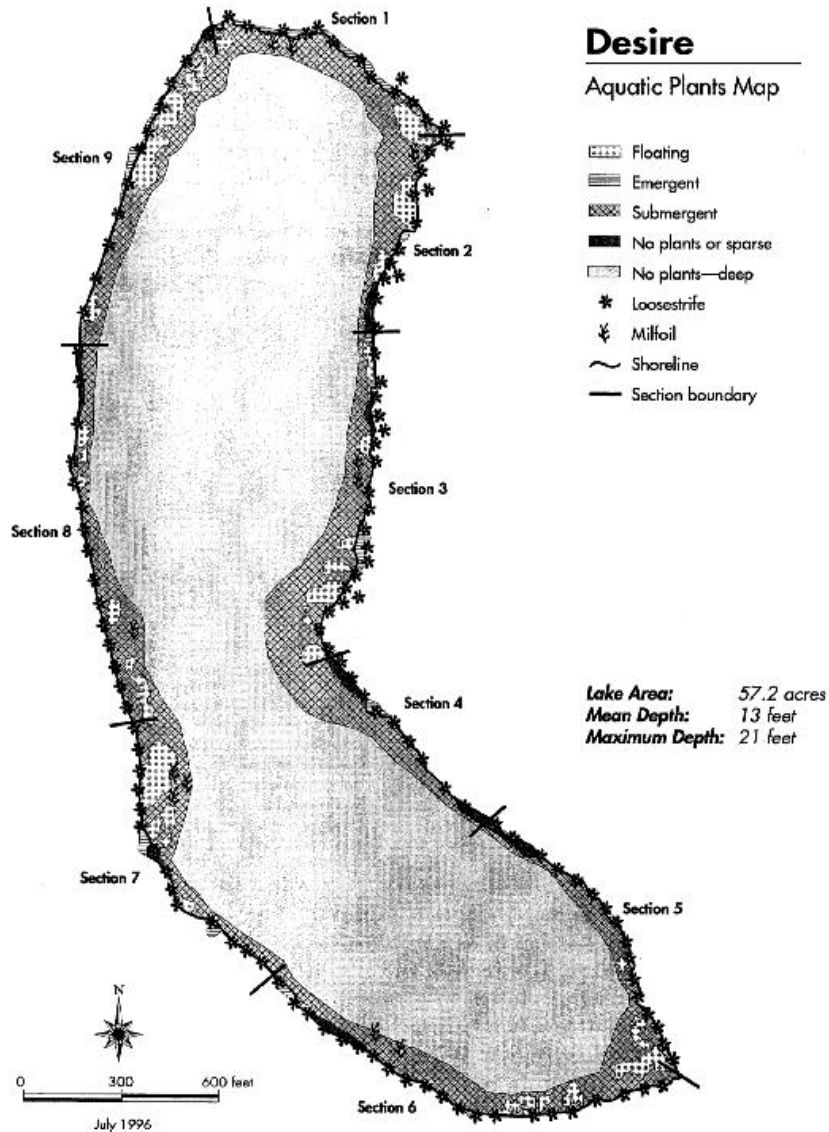 Desire
Aquatic Plants Map
Floating
Emergent
Submergent
No plants or sparse
No plants—deep
Loosestrife
Milfoil
Shoreline
Section boundary
Section 1
Section 9
Section 2
Section 3
Section 8
Section 4
Lake Area: 57.2 acres
Mean Depth: 13 feet
Maximum Depth: 21 feet
Section 7
Section 5
Section 6
N
0 300 600 feet
July 1996